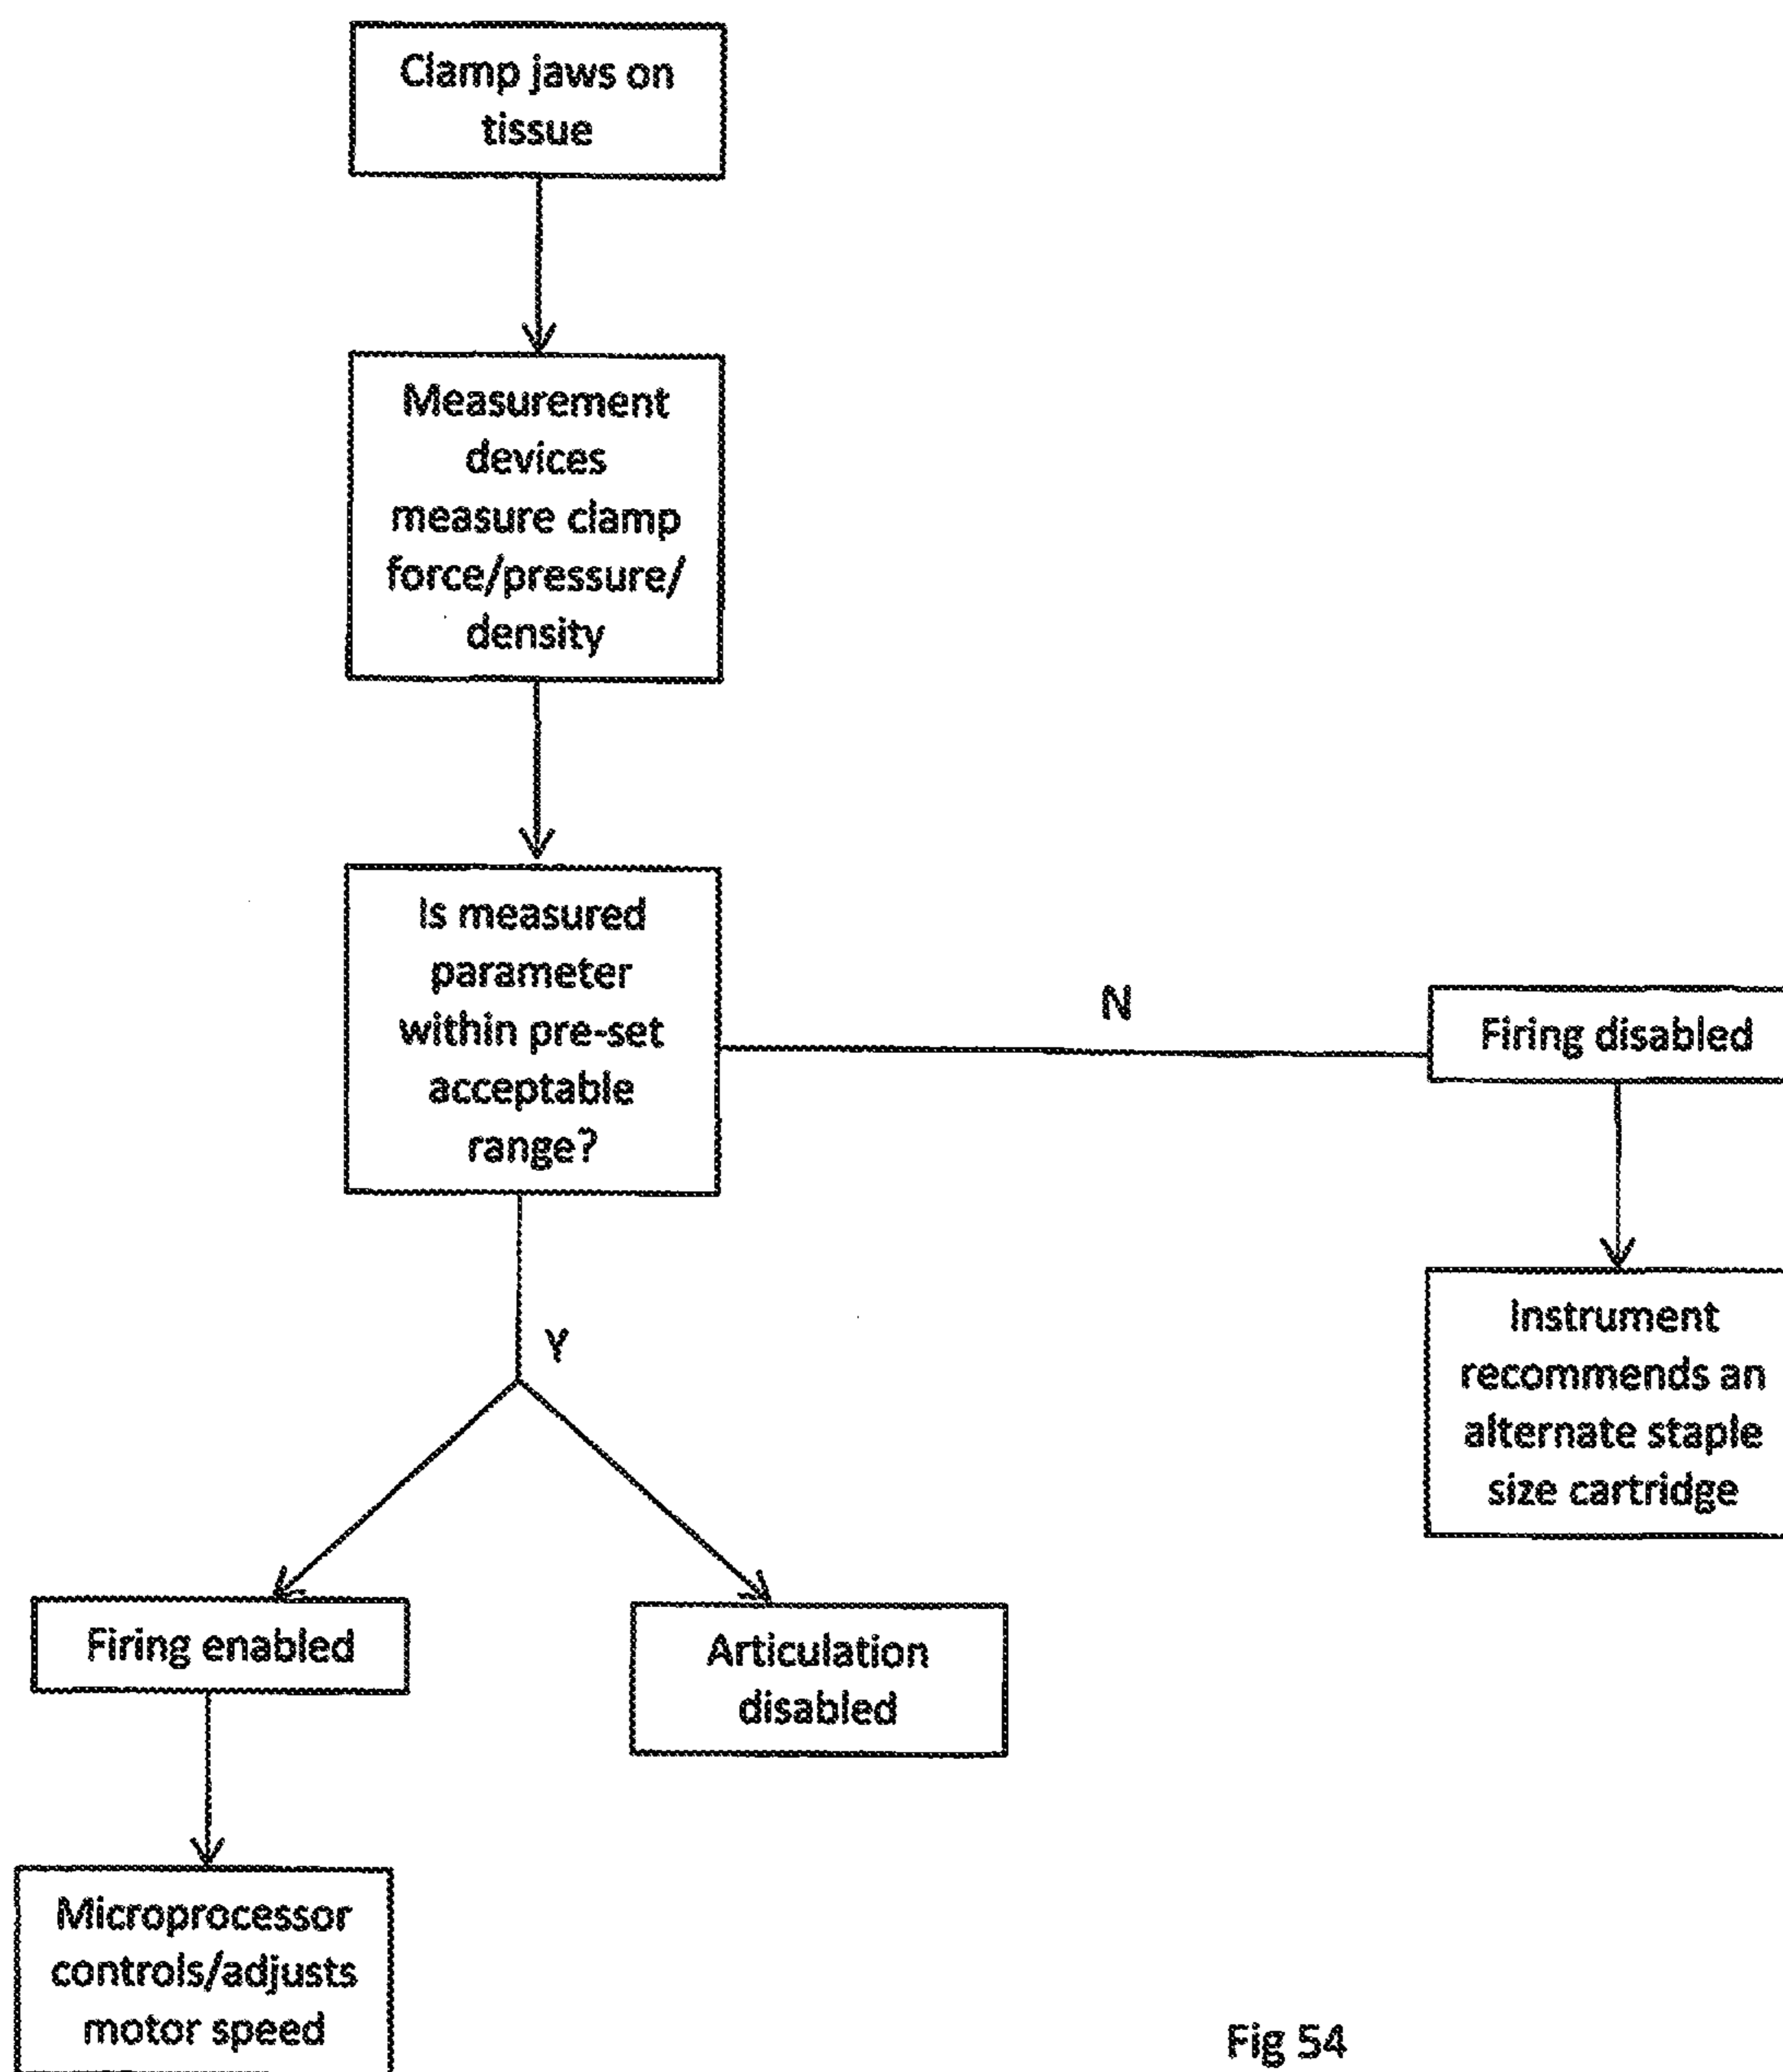 Clamp jaws on
tissue
Measurement
devices
measure clamp
force/pressure/
density
Is measured
parameter
within pre-set
acceptable
range?
N
Firing disabled
Instrument
recommends an
alternate staple
size cartridge
Y
Firing enabled
Articulation
disabled
Microprocessor
controls/adjusts
motor speed
Fig 54